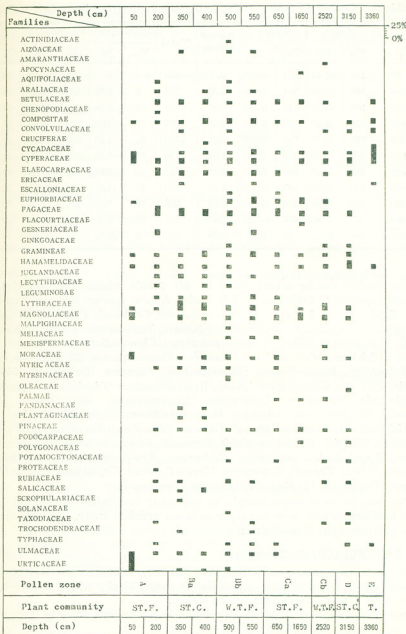 Depth (cm)
Families
50 200 350 400 500 550 650 1650 2520 3150 3360
25%
0%
ACTINIDIACEAE
AIZOACEAE
AMARANTHACEAE
APOCYNACEAE
AQUIFOLIACEAE
ARALIACEAE
BETULACEAE
CHENOPODIACEAE
COMPOSITAE
CONVOLVULACEAE
CRUCIFERAE
CYCADACEAE
CYPERACEAE
ELAEOCARPACEAE
ERICACEAE
ESCALLONIACEAE
EUPHORBIACEAE
FAGACEAE
FLACOURTIACEAE
GESNERIACEAE
GINKGOACEAE
GRAMINEAE
HAMAMELIDACEAE
JUGLANDACEAE
LECYTHIDACEAE
LEGUMINOSAE
LYTHRACEAE
MAGNOLIACEAE
MALPIGHIACEAE
MELIACEAE
MENISPERMACEAE
MORACEAE
MYRICACEAE
MYRSINACEAE
OLEACEAE
PALMAE
PANDANACEAE
PLANTAGINACEAE
PINACEAE
PODOCARPACEAE
POLYGONACEAE
POTAMOGETONACEAE
PROTEACEAE
RUBIACEAE
SALICACEAE
SCROPHULARIACEAE
SOLANACEAE
TAXODIACEAE
TROCHODENDRACEAE
TYPHACEAE
ULMACEAE
URTICACEAE
Pollen zone A Ba Bb Ca Cb D E
Plant community ST.F. ST.C. W.T.F. ST.F. W.T.F. ST.C. T.
Depth (cm) 50 200 350 400 500 550 650 1650 2520 3150 3360